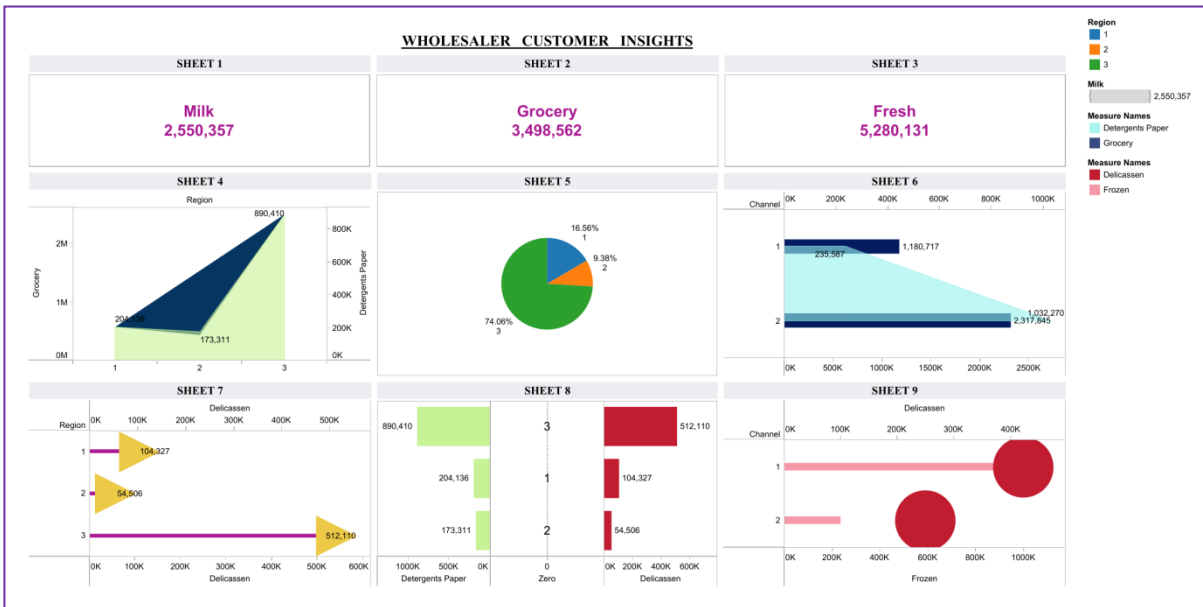 WHOLESALER CUSTOMER INSIGHTS
SHEET 1
Milk
2,550,357
SHEET 2
Grocery
3,498,562
SHEET 3
Fresh
5,280,131
Region
1
2
3
Milk
2,550,357
Measure Names
Detergents Paper
Grocery
Measure Names
Delicassen
Frozen
SHEET 4
Region
2M
1M
0M
Grocery
800K
600K
400K
200K
0K
Detergents Paper
890,410
204,136
173,311
1 2 3
SHEET 5
16.56%
1
9.38%
2
74.06%
3
SHEET 6
Channel
0K 200K 400K 600K 800K 1000K
1
1,180,717
235,587
2
1,032,270
2,317,845
0K 500K 1000K 1500K 2000K 2500K
SHEET 7
Delicassen
Region
0K 100K 200K 300K 400K 500K
1
104,327
2
54,506
3
512,110
0K 100K 200K 300K 400K 500K 600K
Delicassen
SHEET 8
890,410 3 512,110
204,136 1 104,327
173,311 2 54,506
1000K 500K 0K 0 0K 200K 400K 600K
Detergents Paper Zero Delicassen
SHEET 9
Delicassen
Channel
0K 100K 200K 400K
1
2
0K 200K 400K 600K 800K 1000K
Frozen